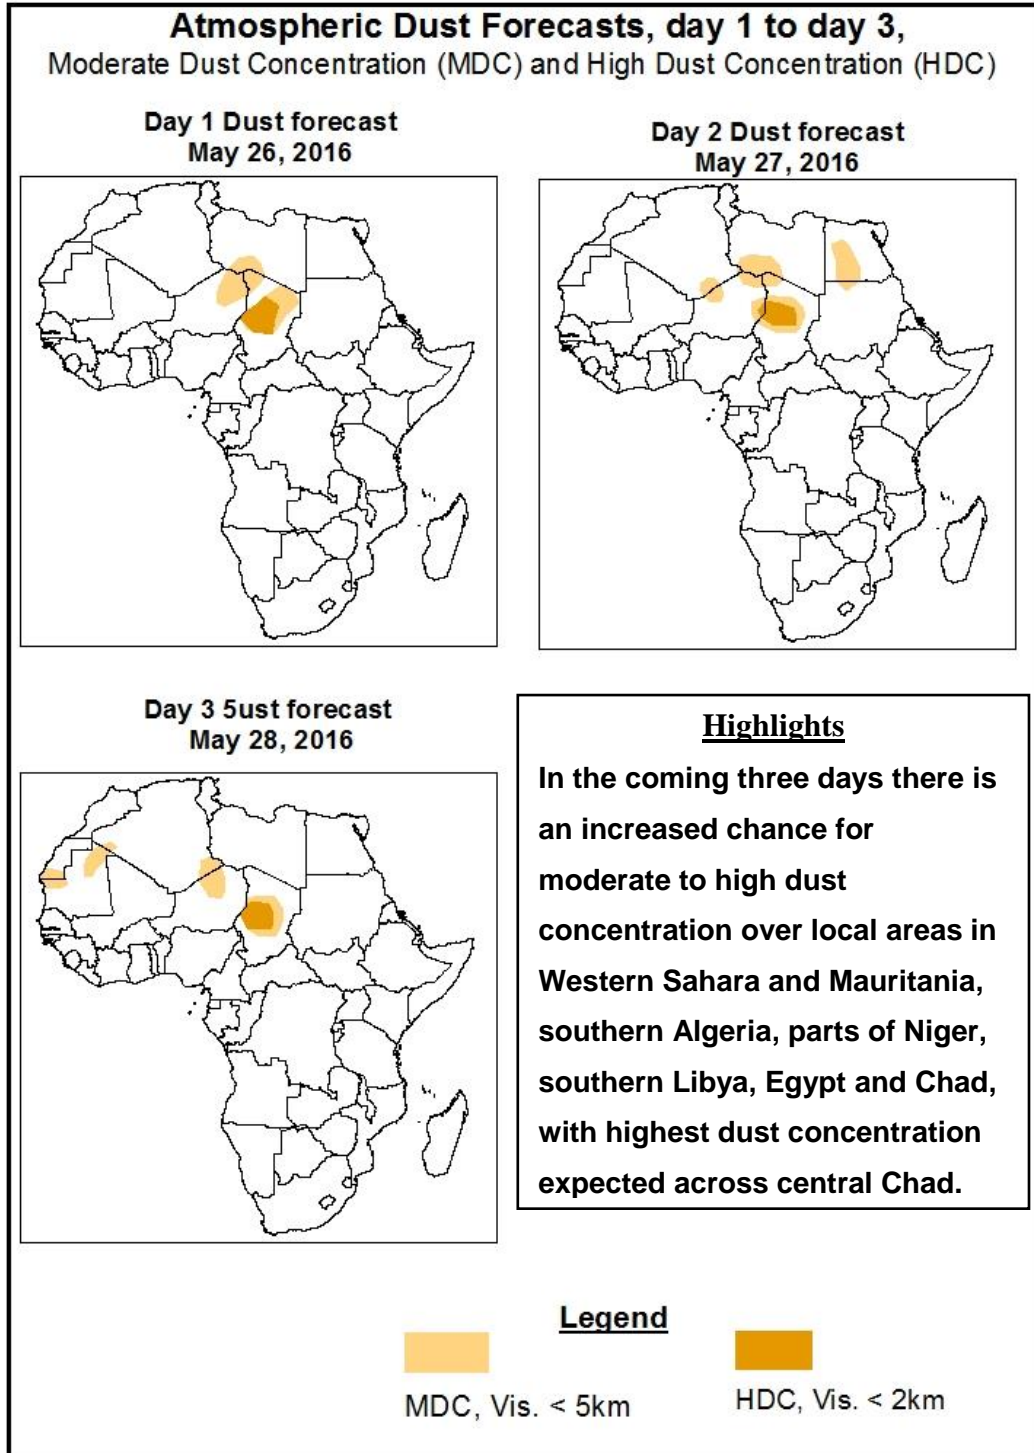 Atmospheric Dust Forecasts, day 1 to day 3,
Moderate Dust Concentration (MDC) and High Dust Concentration (HDC)
Day 1 Dust forecast
May 26, 2016
Day 2 Dust forecast
May 27, 2016
Day 3 5ust forecast
May 28, 2016
Highlights
In the coming three days there is
an increased chance for
moderate to high dust
concentration over local areas in
Western Sahara and Mauritania,
southern Algeria, parts of Niger,
southern Libya, Egypt and Chad,
with highest dust concentration
expected across central Chad.
Legend
MDC, Vis. < 5km
HDC, Vis. < 2km